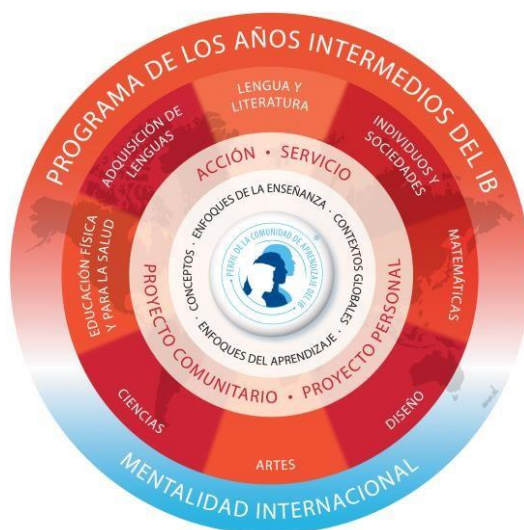 PROGRAMA DE LOS AÑOS INTERMEDIOS DEL IB
LENGUA Y
LITERATURA
ADQUISICIÓN DE
LENGUAS
INDIVIDUOS Y
SOCIEDADES
EDUCACIÓN FÍSICA
Y PARA LA SALUD
MATEMÁTICAS
CIENCIAS
DISEÑO
ARTES
ACCIÓN • SERVICIO
PROYECTO COMUNITARIO • PROYECTO PERSONAL
ENFOQUES DE LA ENSEÑANZA • CONTEXTOS GLOBALES •
ENFOQUES DEL APRENDIZAJE • CONCEPTOS •
PERFIL DE LA COMUNIDAD DE APRENDIZAJE DEL IB
®
MENTALIDAD INTERNACIONAL